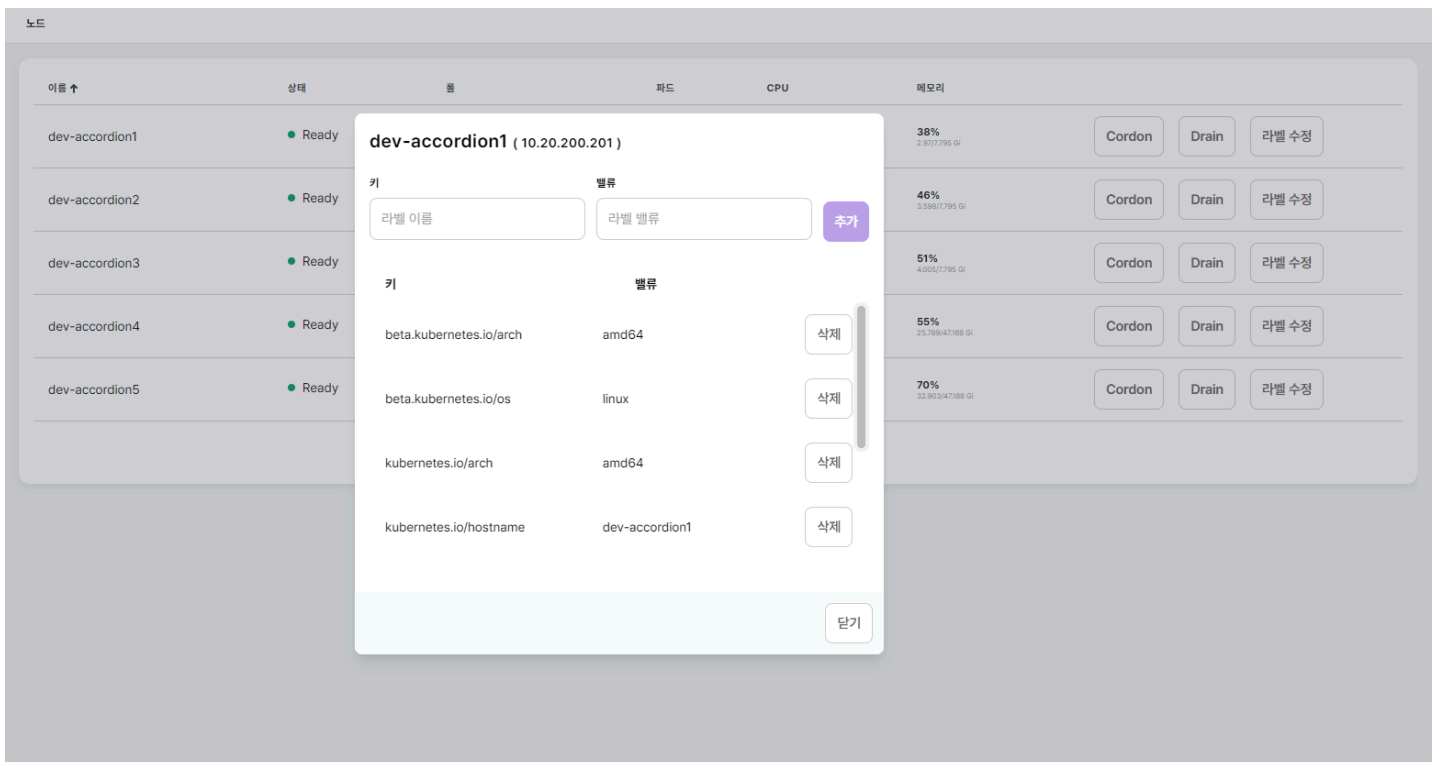 노드
이름 ↑ 상태 롤 파드 CPU 메모리
dev-accordion1 Ready 38% Cordon Drain 라벨 수정
2.97/7.795 Gi
dev-accordion2 Ready 46% Cordon Drain 라벨 수정
3.598/7.795 Gi
dev-accordion3 Ready 51% Cordon Drain 라벨 수정
4.005/7.795 Gi
dev-accordion4 Ready 55% Cordon Drain 라벨 수정
25.789/47.168 Gi
dev-accordion5 Ready 70% Cordon Drain 라벨 수정
32.903/47.168 Gi
dev-accordion1 ( 10.20.200.201 )
키 밸류
라벨 이름 라벨 밸류 추가
키 밸류
beta.kubernetes.io/arch amd64 삭제
beta.kubernetes.io/os linux 삭제
kubernetes.io/arch amd64 삭제
kubernetes.io/hostname dev-accordion1 삭제
닫기